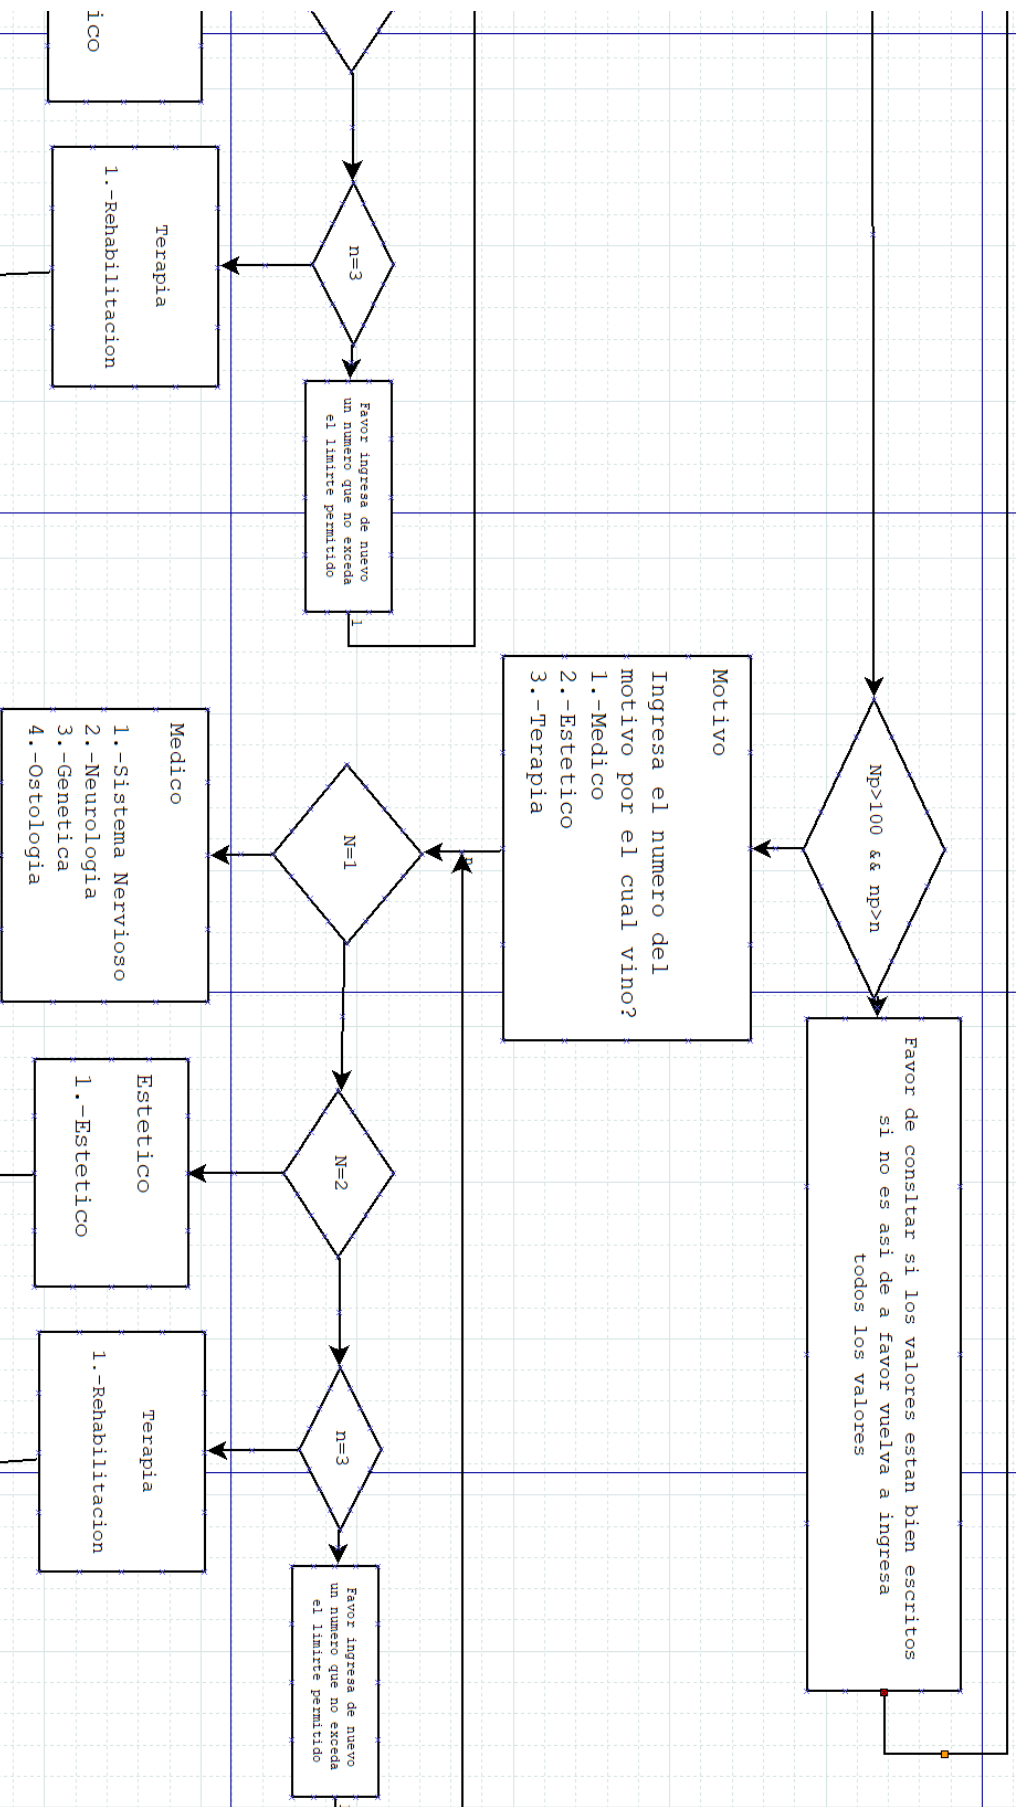 Np>100 && np>n
Favor de consltar si los valores estan bien escritos
si no es asi de a favor vuelva a ingresa
todos los valores
Motivo
Ingresa el numero del
motivo por el cual vino?
1.-Medico
2.-Estetico
3.-Terapia
n=3
Favor ingresa de nuevo
un numero que no exceda
el limirte permitido
1
ico
Terapia
1.-Rehabilitacion
N=1
N=2
n=3
Favor ingresa de nuevo
un numero que no exceda
el limirte permitido
Medico
1.-Sistema Nervioso
2.-Neurologia
3.-Genetica
4.-Ostologia
Estetico
1.-Estetico
Terapia
1.-Rehabilitacion